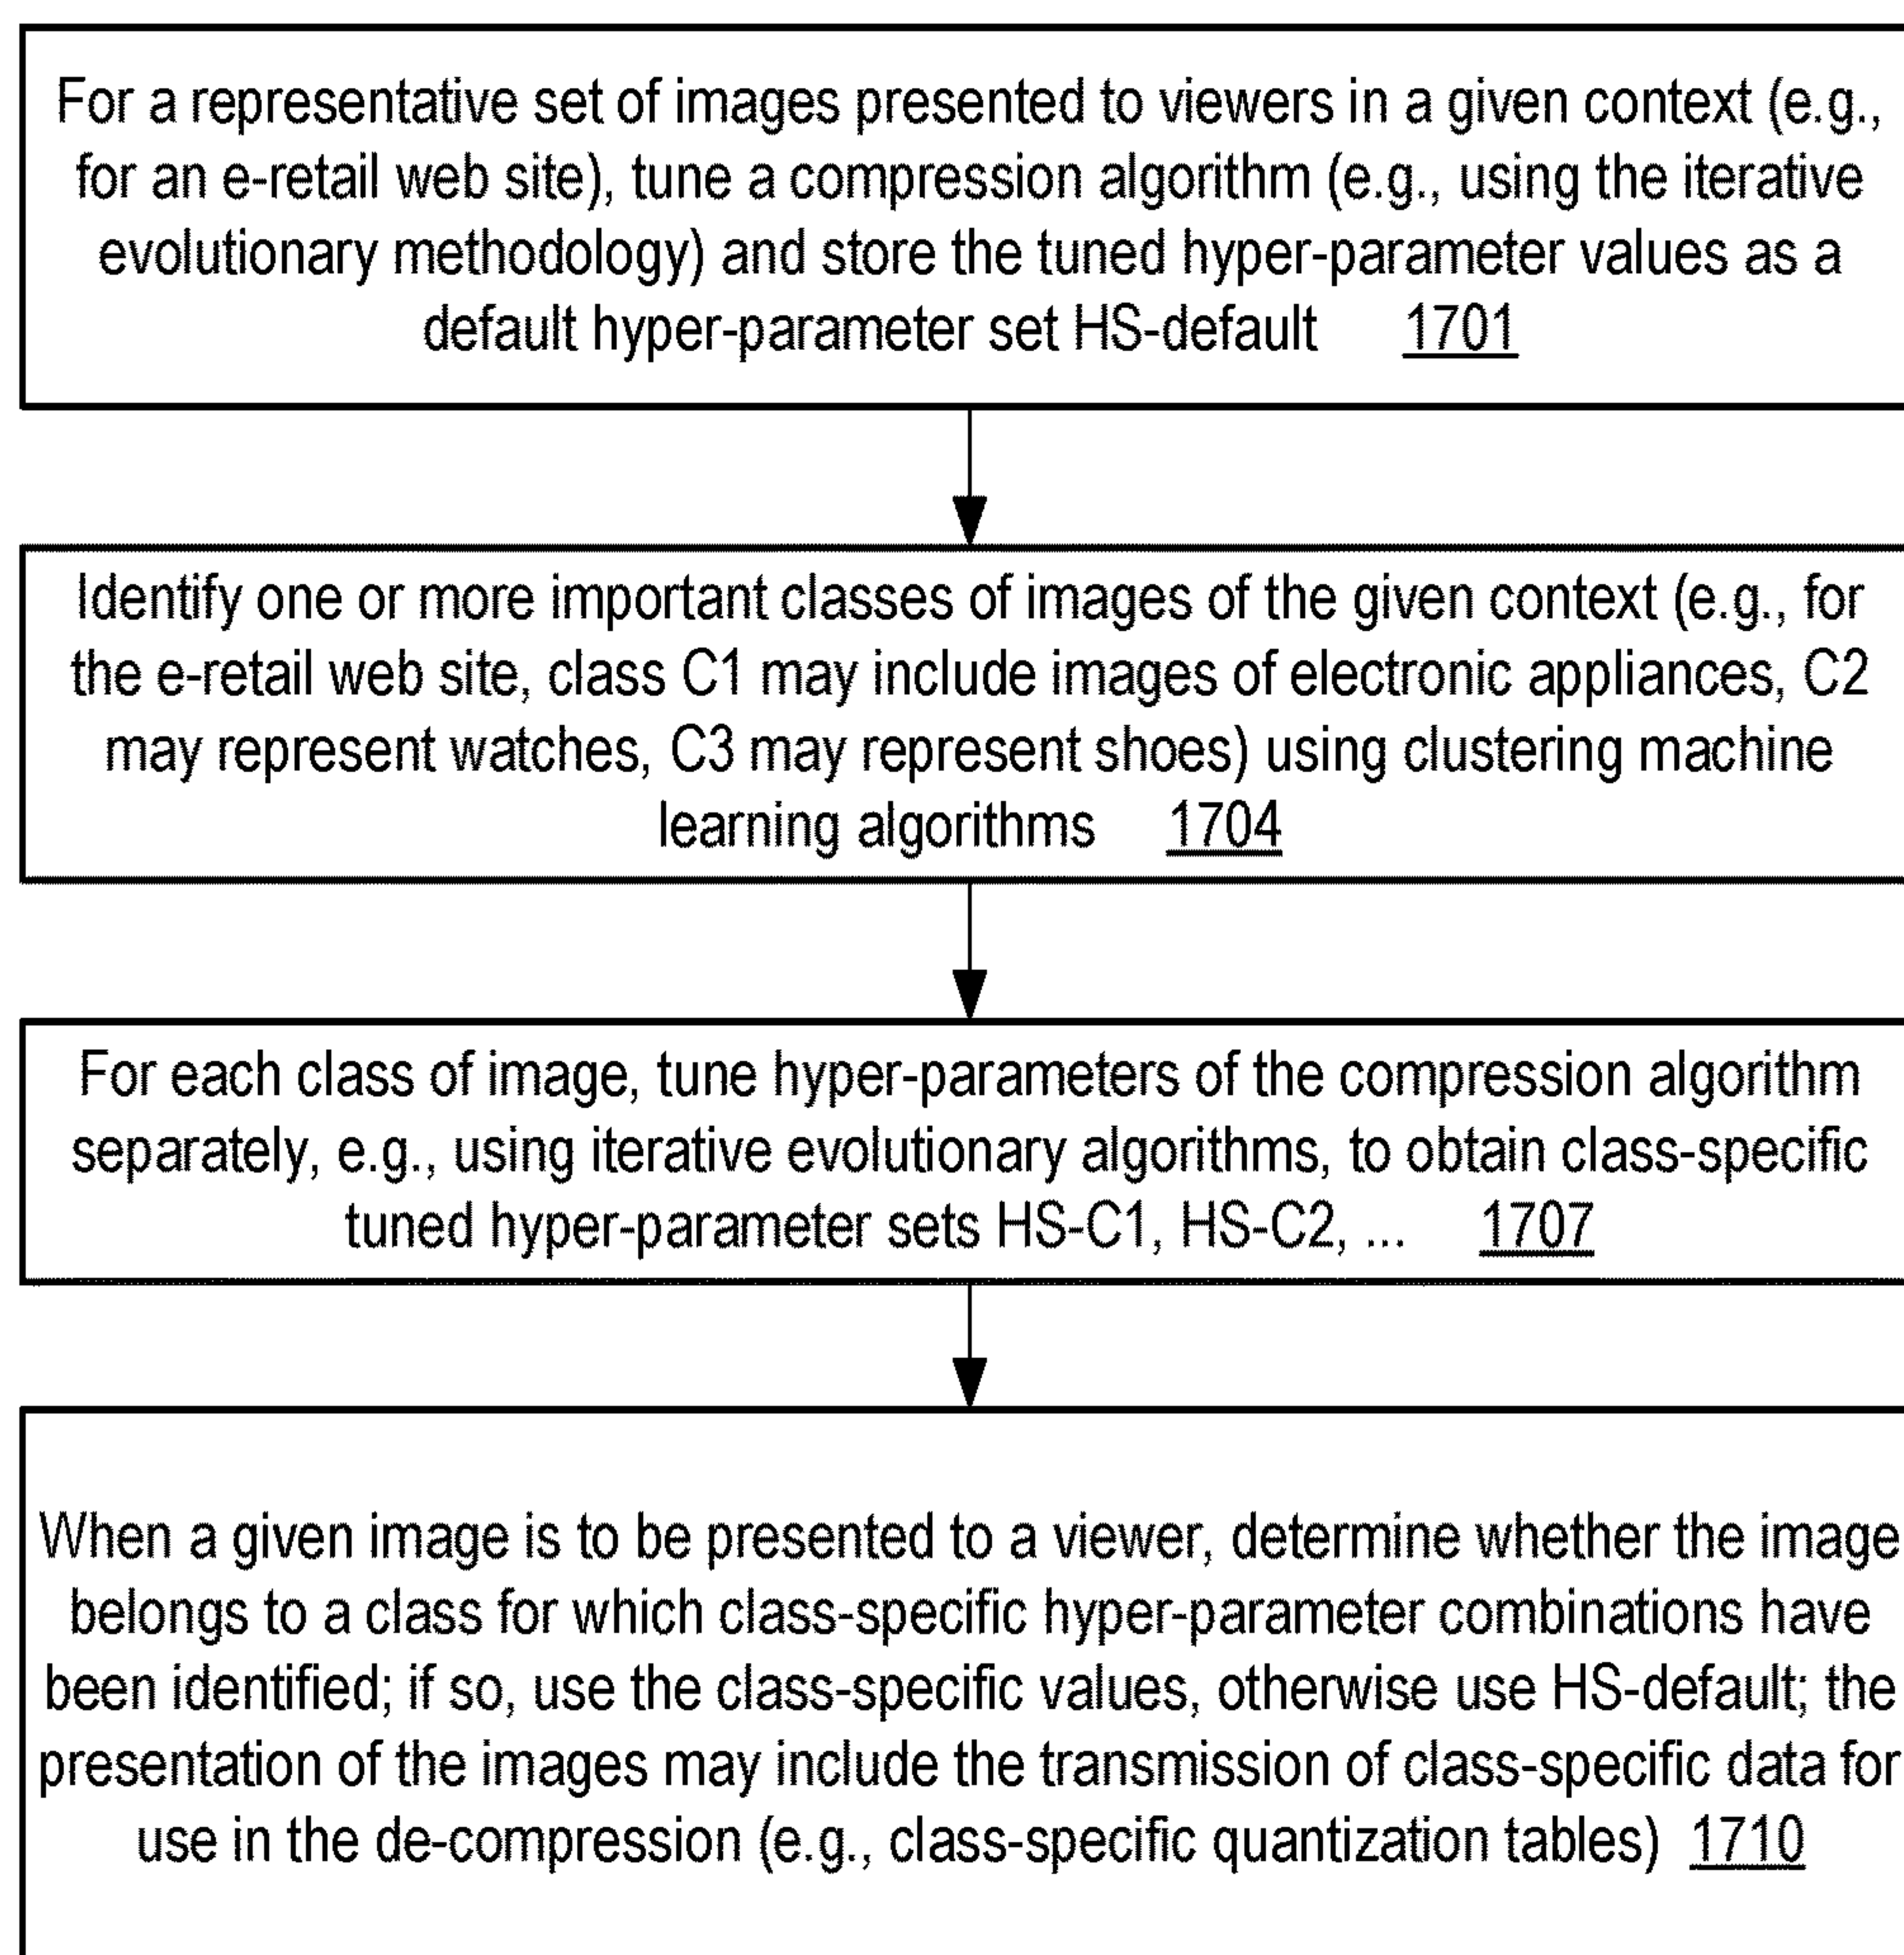 For a representative set of images presented to viewers in a given context (e.g.,
for an e-retail web site), tune a compression algorithm (e.g., using the iterative
evolutionary methodology) and store the tuned hyper-parameter values as a
default hyper-parameter set HS-default 1701
Identify one or more important classes of images of the given context (e.g., for
the e-retail web site, class C1 may include images of electronic appliances, C2
may represent watches, C3 may represent shoes) using clustering machine
learning algorithms 1704
For each class of image, tune hyper-parameters of the compression algorithm
separately, e.g., using iterative evolutionary algorithms, to obtain class-specific
tuned hyper-parameter sets HS-C1, HS-C2, ... 1707
When a given image is to be presented to a viewer, determine whether the image
belongs to a class for which class-specific hyper-parameter combinations have
been identified; if so, use the class-specific values, otherwise use HS-default; the
presentation of the images may include the transmission of class-specific data for
use in the de-compression (e.g., class-specific quantization tables) 1710